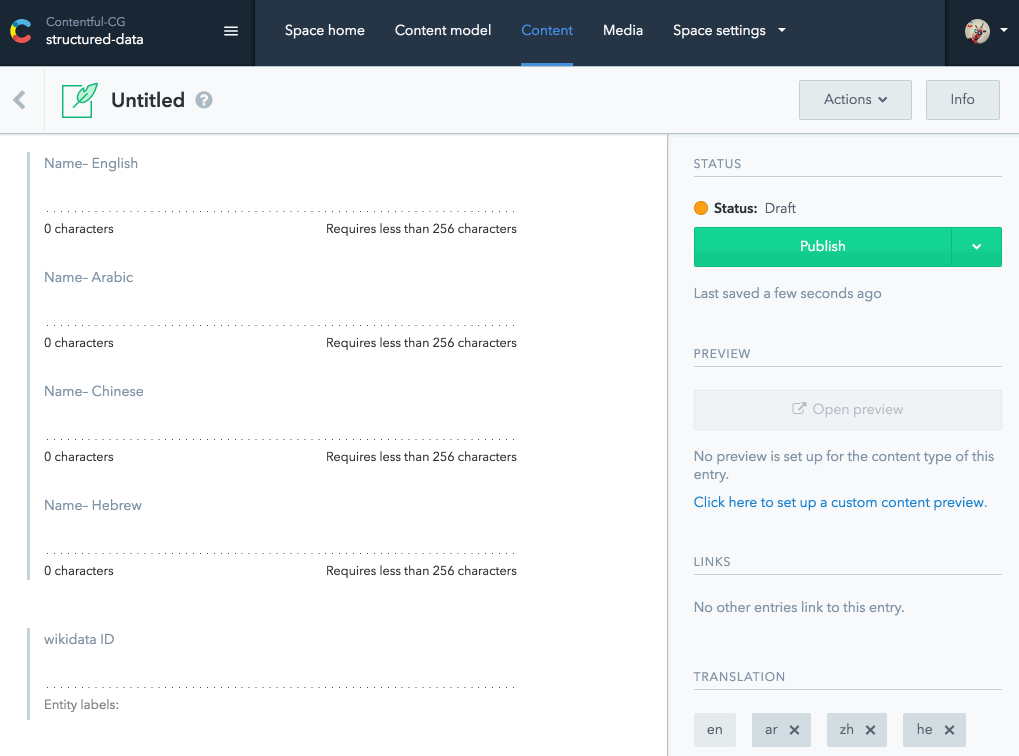 Contentful-CG
structured-data
Space home
Content model
Content
Media
Space settings
Untitled
?
Actions
Info
Name– English
0 characters
Requires less than 256 characters
Name– Arabic
0 characters
Requires less than 256 characters
Name– Chinese
0 characters
Requires less than 256 characters
Name– Hebrew
0 characters
Requires less than 256 characters
wikidata ID
Entity labels:
STATUS
Status: Draft
Publish
Last saved a few seconds ago
PREVIEW
Open preview
No preview is set up for the content type of this
entry.
Click here to set up a custom content preview.
LINKS
No other entries link to this entry.
TRANSLATION
en
ar
zh
he